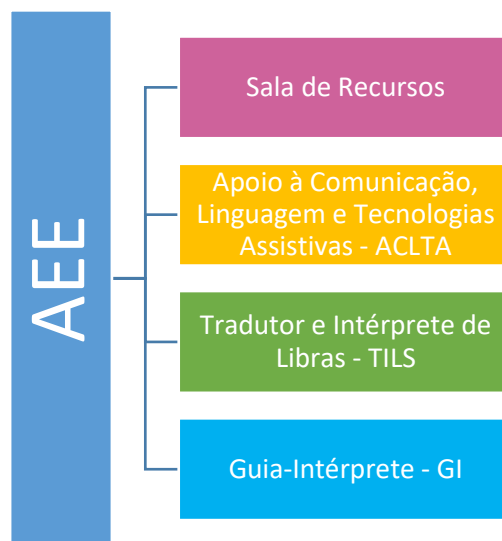 AEE
Sala de Recursos
Apoio à Comunicação,
Linguagem e Tecnologias
Assistivas - ACLTA
Tradutor e Intérprete de
Libras - TILS
Guia-Intérprete - GI